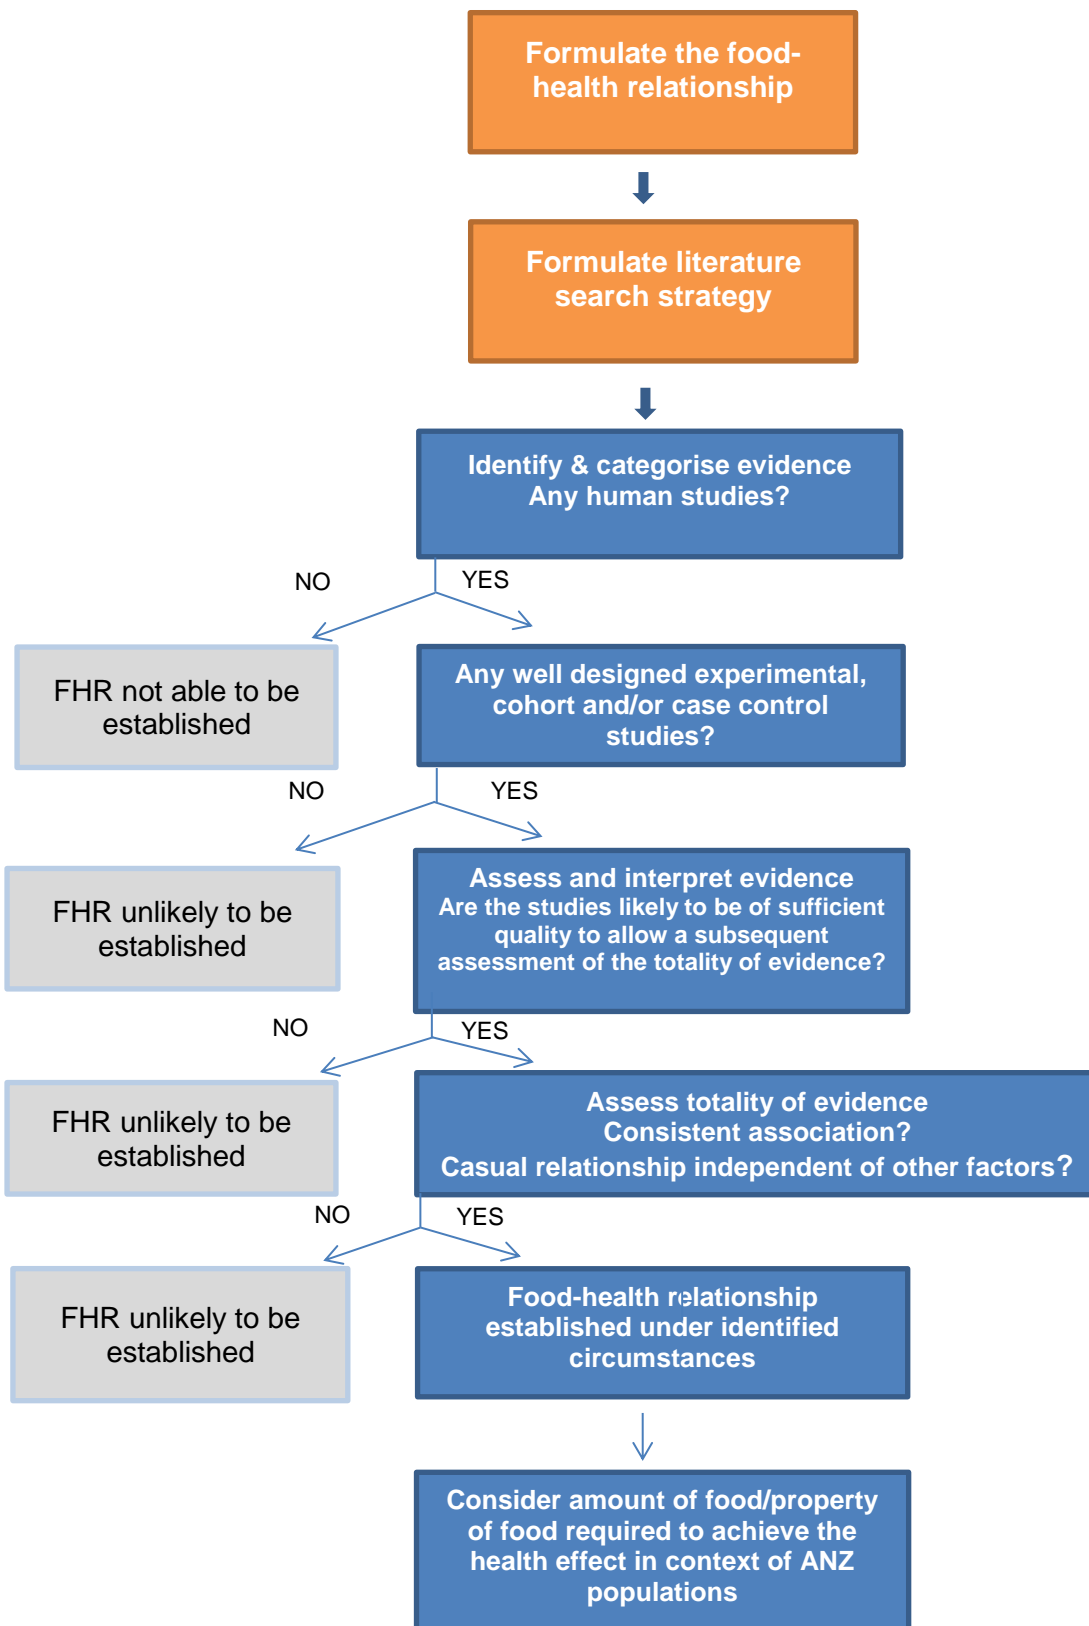 Formulate the food-
health relationship
Formulate literature
search strategy
Identify & categorise evidence
Any human studies?
NO
YES
FHR not able to be
established
Any well designed experimental,
cohort and/or case control
studies?
NO
YES
FHR unlikely to be
established
Assess and interpret evidence
Are the studies likely to be of sufficient
quality to allow a subsequent
assessment of the totality of evidence?
NO
YES
FHR unlikely to be
established
Assess totality of evidence
Consistent association?
Casual relationship independent of other factors?
NO
YES
FHR unlikely to be
established
Food-health relationship
established under identified
circumstances
Consider amount of food/property
of food required to achieve the
health effect in context of ANZ
populations